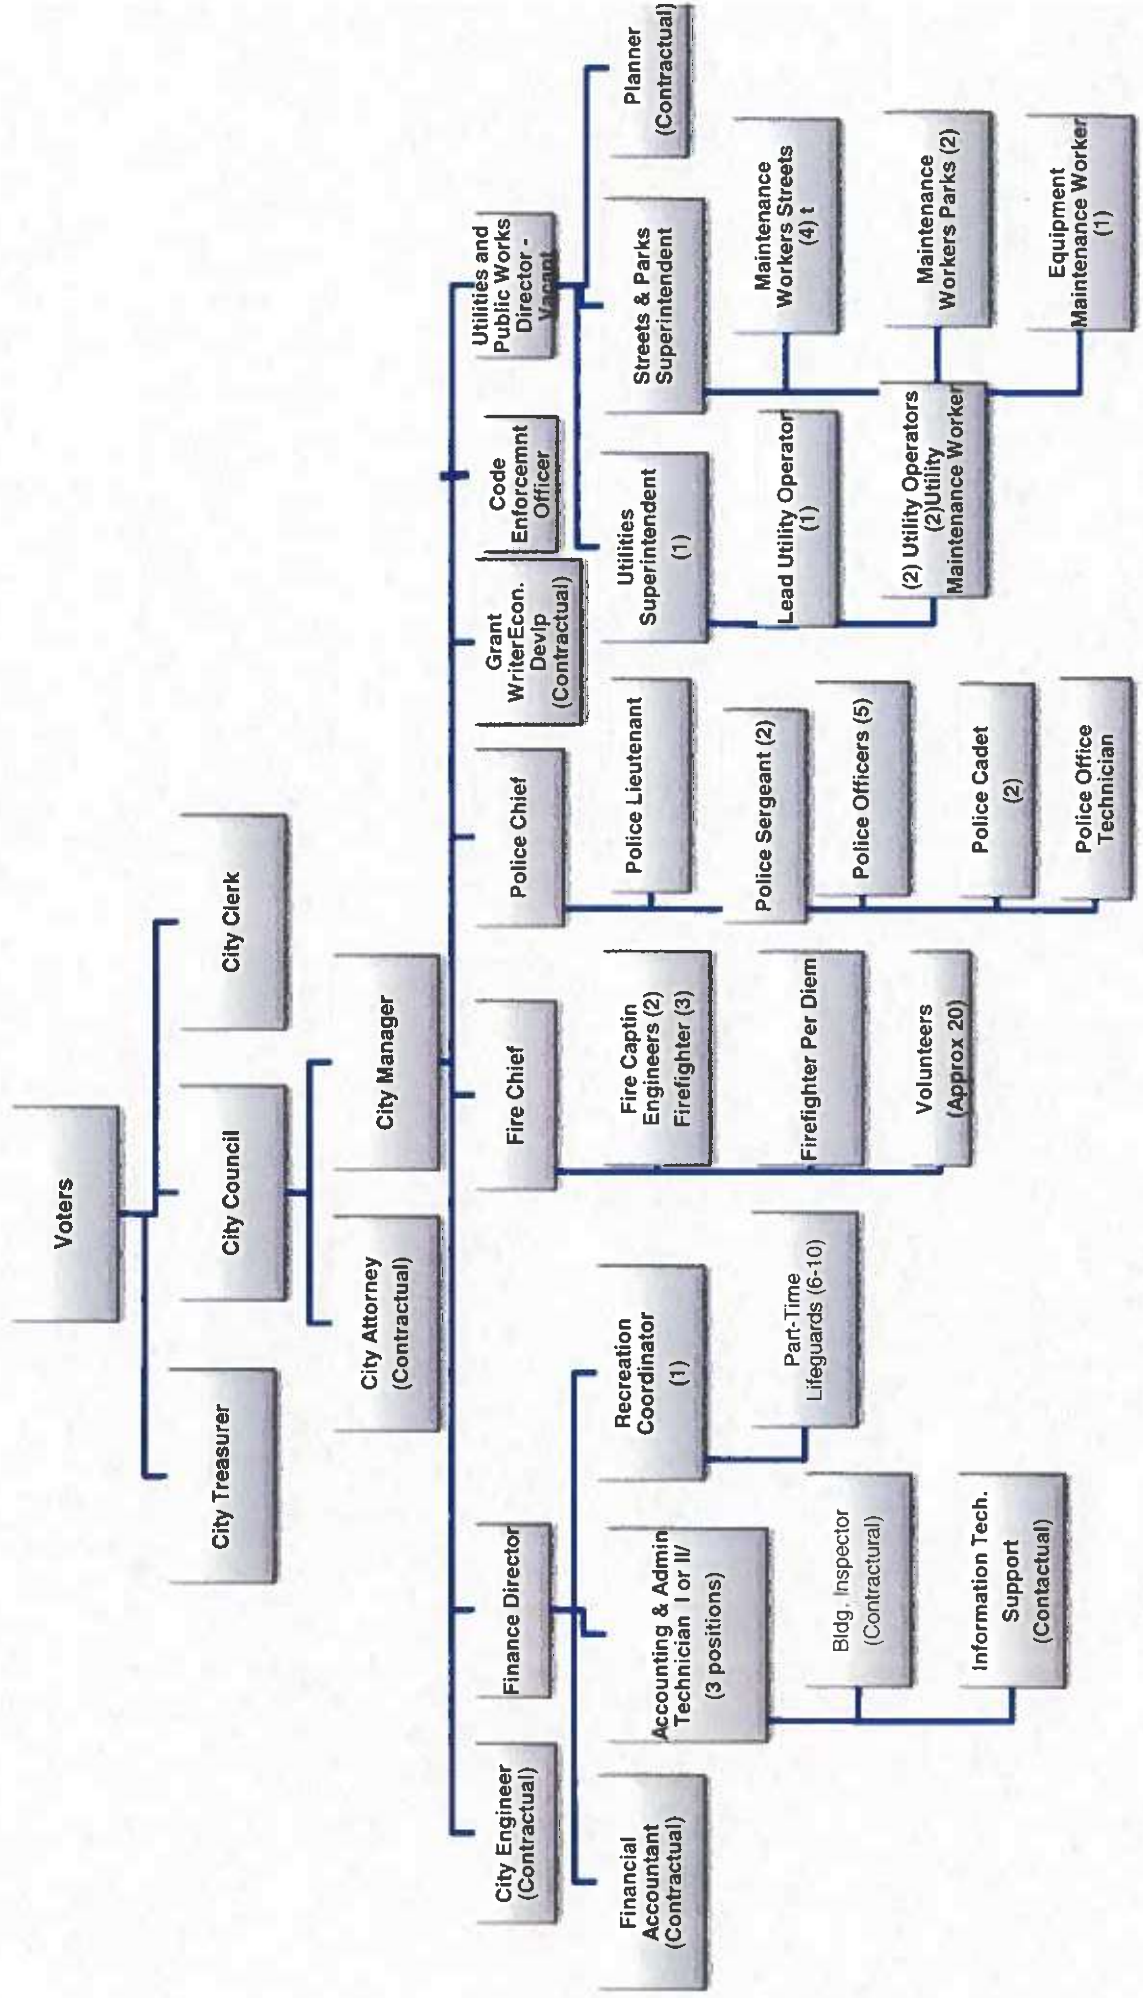 Voters
City Treasurer
City Council
City Clerk
City Attorney
(Contractual)
City Manager
City Engineer
(Contractual)
Finance Director
Fire Chief
Police Chief
Grant
WriterEcon.
Devlp
(Contractual)
Code
Enforcemnt
Officer
Utilities and
Public Works
Director -
Vacant
Financial
Accountant
(Contractual)
Accounting & Admin
Technician I or II/
(3 positions)
Bldg. Inspector
(Contractural)
Information Tech.
Support
(Contactual)
Recreation
Coordinator
(1)
Part-Time
Lifeguards (6-10)
Fire Captin
Engineers (2)
Firefighter (3)
Firefighter Per Diem
Volunteers
(Approx 20)
Police Lieutenant
Police Sergeant (2)
Police Officers (5)
Police Cadet
(2)
Police Office
Technician
Utilities
Superintendent
(1)
Lead Utility Operator
(1)
(2) Utility Operators
(2)Utility
Maintenance Worker
Streets & Parks
Superintendent
Maintenance
Workers Streets
(4) t
Maintenance
Workers Parks (2)
Equipment
Maintenance Worker
(1)
Planner
(Contractual)